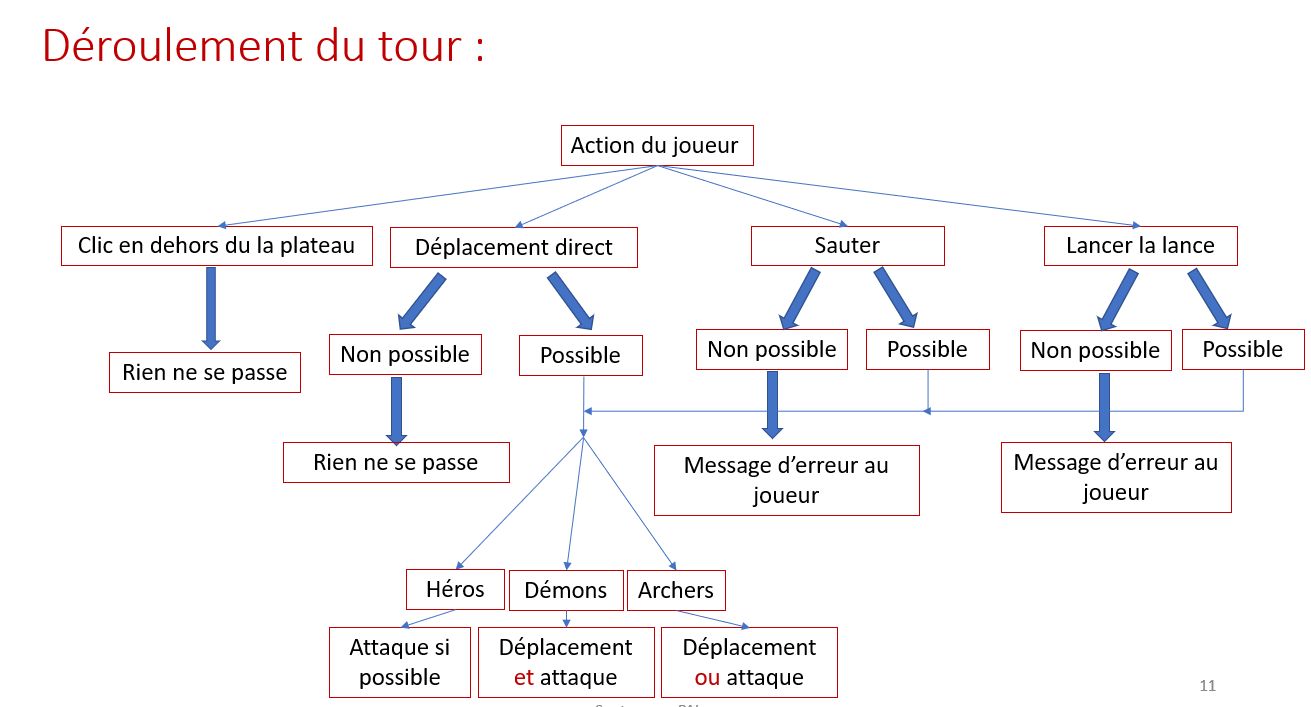 Déroulement du tour :
Action du joueur
Clic en dehors du la plateau
Déplacement direct
Sauter
Lancer la lance
Non possible
Possible
Non possible
Possible
Non possible
Possible
Rien ne se passe
Rien ne se passe
Message d’erreur au
joueur
Message d’erreur au
joueur
Héros
Démons
Archers
Attaque si
possible
Déplacement
et attaque
Déplacement
ou attaque
11